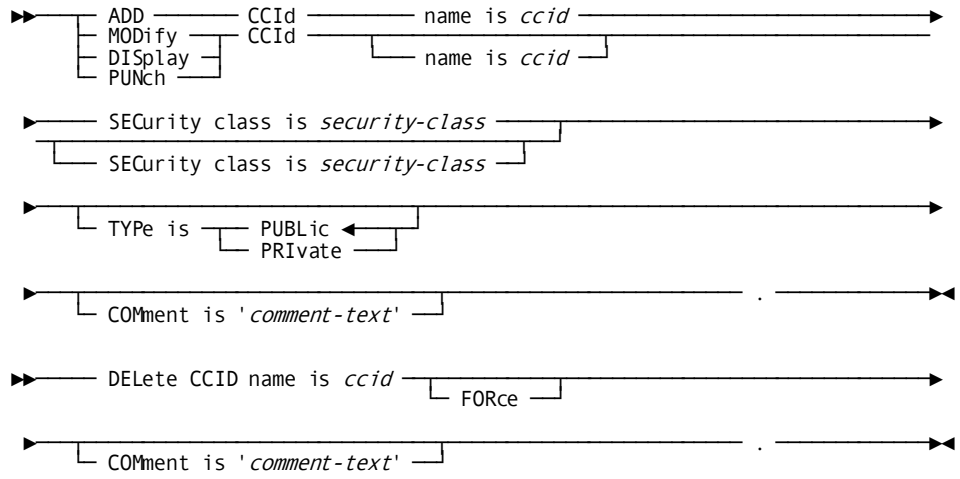 ADD CCId name is ccid
MODify CCId
DISplay name is ccid
PUNch
SECurity class is security-class
SECurity class is security-class
TYPe is PUBLic
PRIvate
.
COMment is 'comment-text'
DELete CCID name is ccid
FORce
.
COMment is 'comment-text'